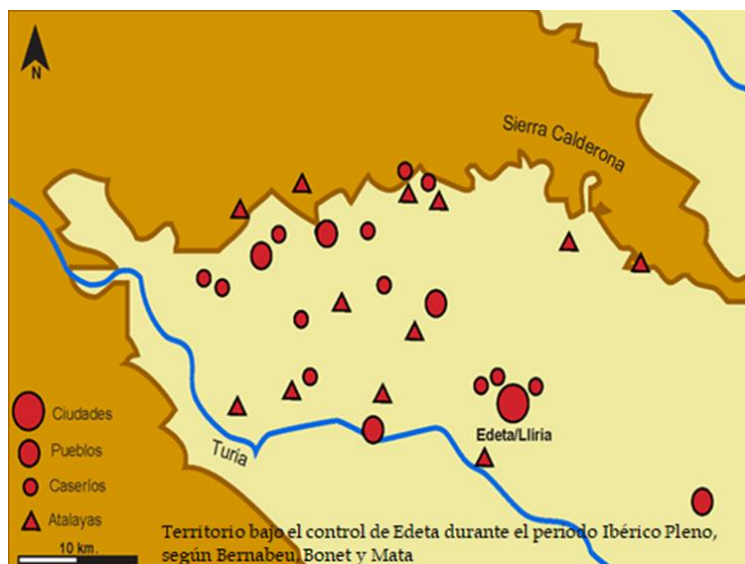 N
Sierra Calderona
Edeta/Lliria
Turia
Ciudades
Pueblos
Caseríos
Atalayas
10 km.
Territorio bajo el control de Edeta durante el periodo Ibérico Pleno,
según Bernabeu, Bonet y Mata